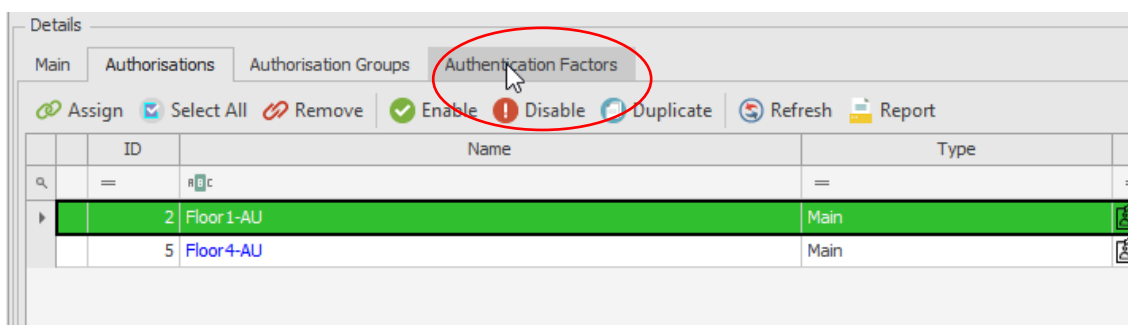 Details
Main Authorisations Authorisation Groups Authentication Factors
Assign Select All Remove Enable Disable Duplicate Refresh Report
ID Name Type
= ABC =
2 Floor1-AU Main
5 Floor4-AU Main